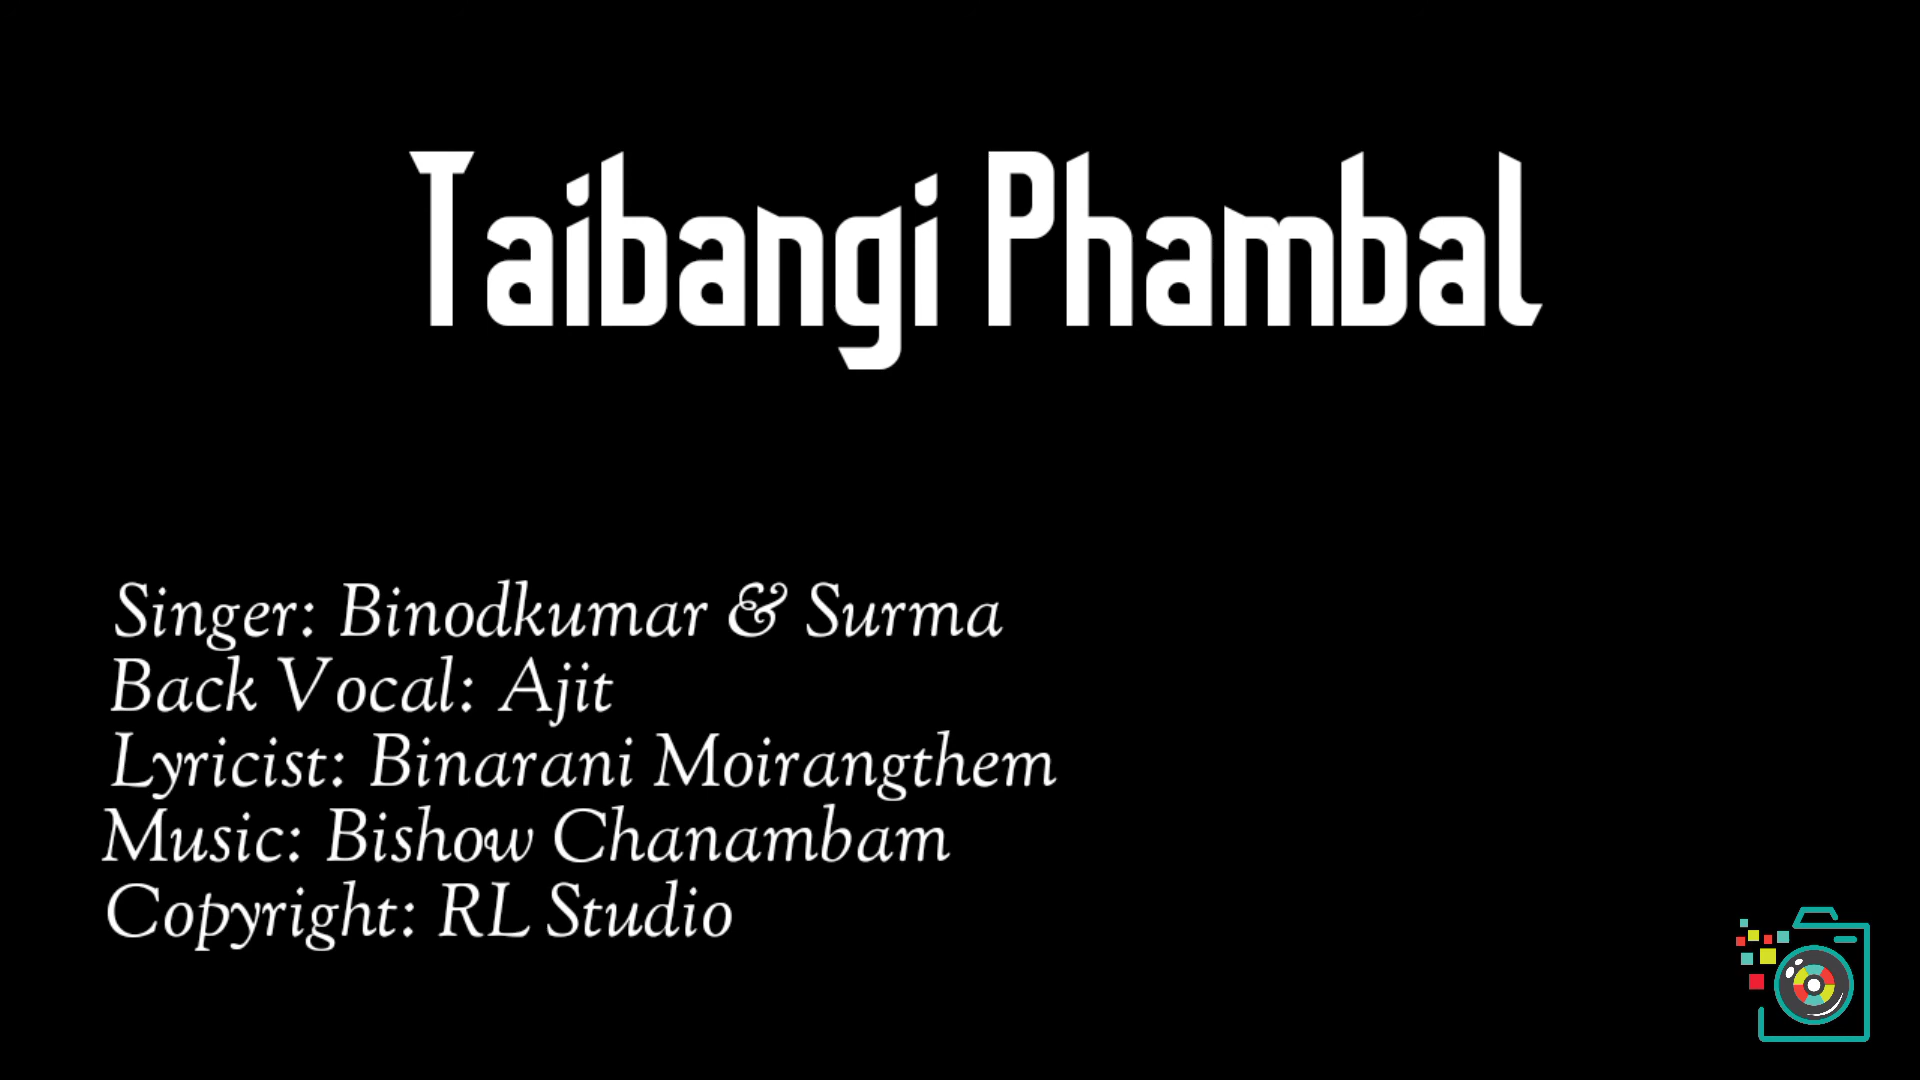 Taibangi Phambal
Singer: Binodkumar & Surma
Back Vocal: Ajit
Lyricist: Binarani Moirangthem
Music: Bishow Chanambam
Copyright: RL Studio